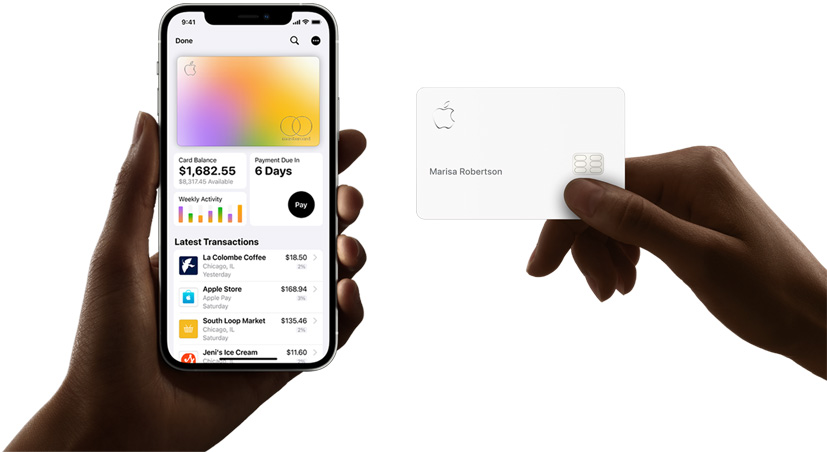 9:41
Done
Card Balance
$1,682.55
$8,317.45 Available
Payment Due In
6 Days
Weekly Activity
Pay
Latest Transactions
La Colombe Coffee $18.50
Chicago, IL 2%
Yesterday
Apple Store $168.94
Apple Pay 3%
Saturday
South Loop Market $135.46
Chicago, IL 2%
Saturday
Jeni's Ice Cream $11.60
Chicago, IL
Marisa Robertson